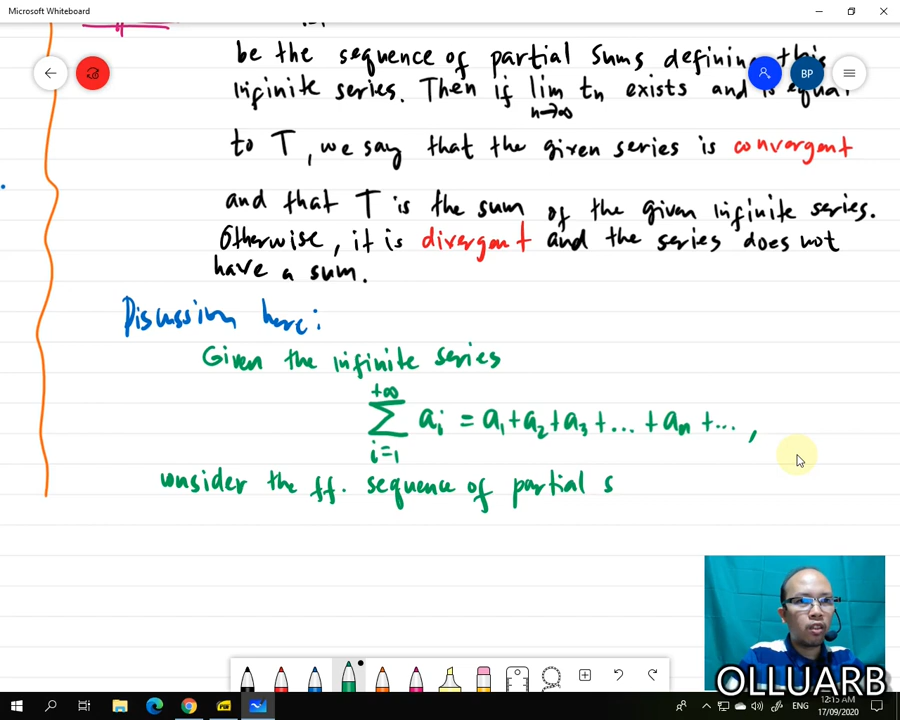 Microsoft Whiteboard
be the sequence of partial sums defining this
BP
infinite series. Then if lim tn exists and is equal
n→∞
to T, we say that the given series is convergent
and that T is the sum of the given infinite series.
Otherwise, it is divergent and the series does not
have a sum.
Discussion here:
Given the infinite series
+∞
∑ ai = a1+a2+a3+...+an+...,
i=1
consider the ff. sequence of partial s
OLLUARB
ENG
12:15 AM
17/09/2020